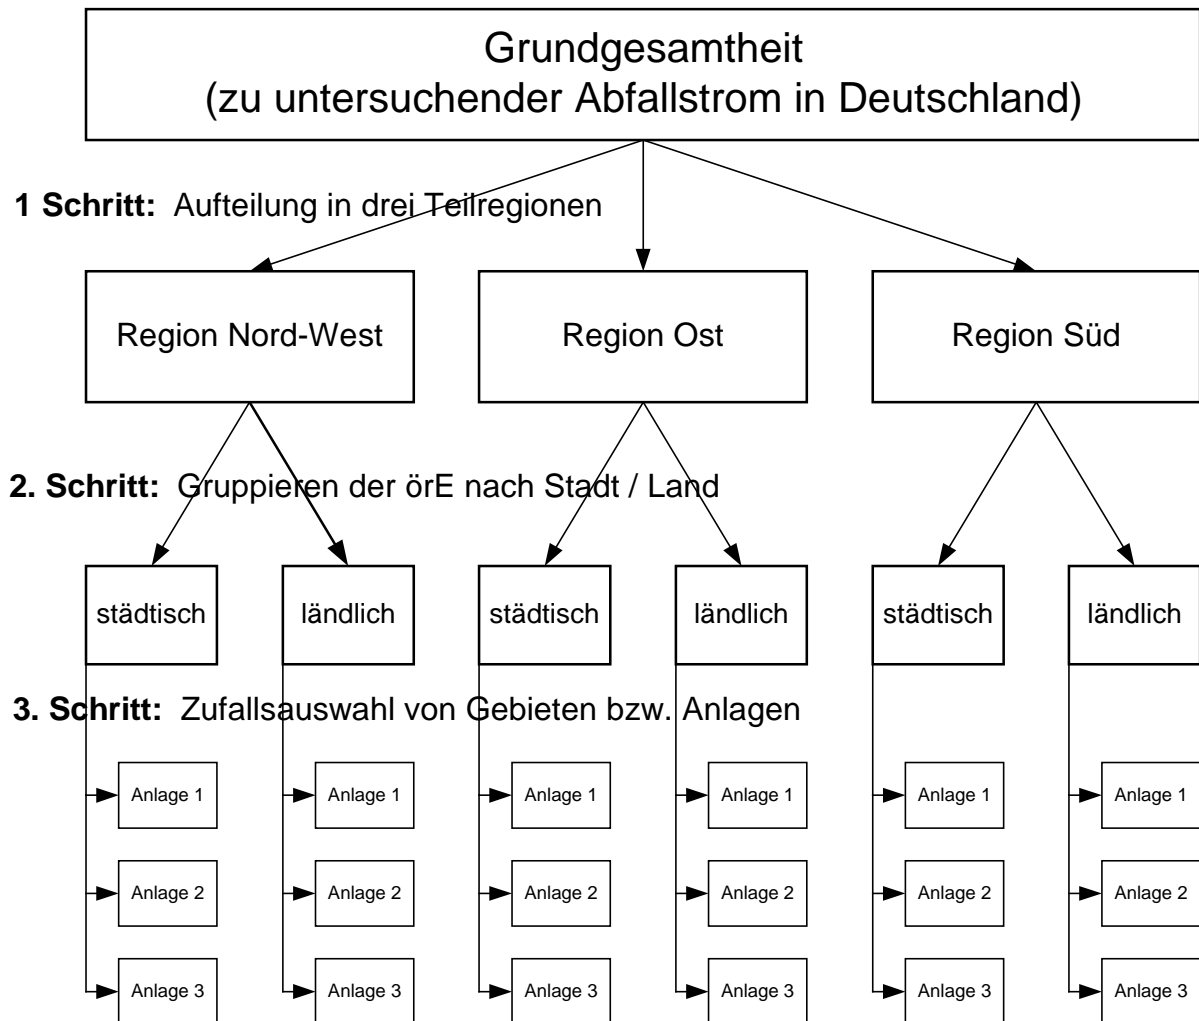 Grundgesamtheit
(zu untersuchender Abfallstrom in Deutschland)
1 Schritt: Aufteilung in drei Teilregionen
Region Nord-West
Region Ost
Region Süd
2. Schritt: Gruppieren der örE nach Stadt / Land
städtisch
ländlich
städtisch
ländlich
städtisch
ländlich
3. Schritt: Zufallsauswahl von Gebieten bzw. Anlagen
Anlage 1
Anlage 1
Anlage 1
Anlage 1
Anlage 1
Anlage 1
Anlage 2
Anlage 2
Anlage 2
Anlage 2
Anlage 2
Anlage 2
Anlage 3
Anlage 3
Anlage 3
Anlage 3
Anlage 3
Anlage 3